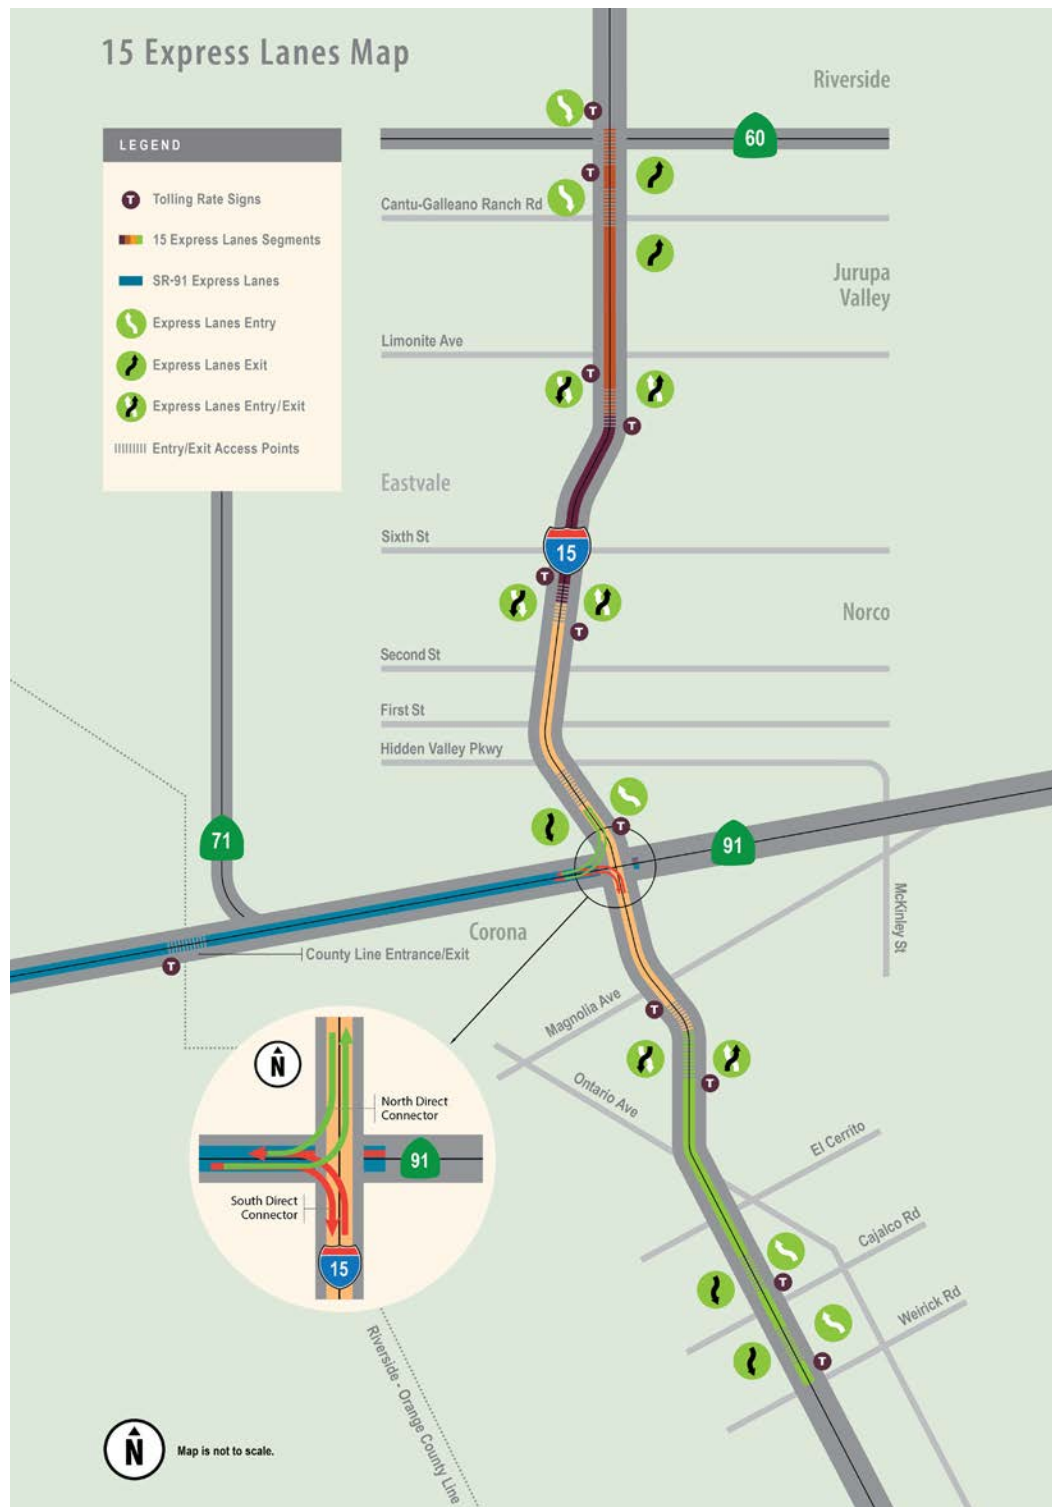 15 Express Lanes Map
Riverside
LEGEND
60
T
Tolling Rate Signs
T
T
Cantu-Galleano Ranch Rd
15 Express Lanes Segments
Jurupa
Valley
SR-91 Express Lanes
Express Lanes Entry
Limonite Ave
Express Lanes Exit
T
Express Lanes Entry/Exit
T
Entry/Exit Access Points
Eastvale
Sixth St
15
T
Norco
T
Second St
First St
Hidden Valley Pkwy
T
71
91
McKinley St
Corona
County Line Entrance/Exit
T
Magnolia Ave
T
N
Ontario Ave
T
North Direct
Connector
El Cerrito
91
South Direct
Connector
Cajalco Rd
15
T
Weirick Rd
T
Riverside - Orange County Line
N
Map is not to scale.